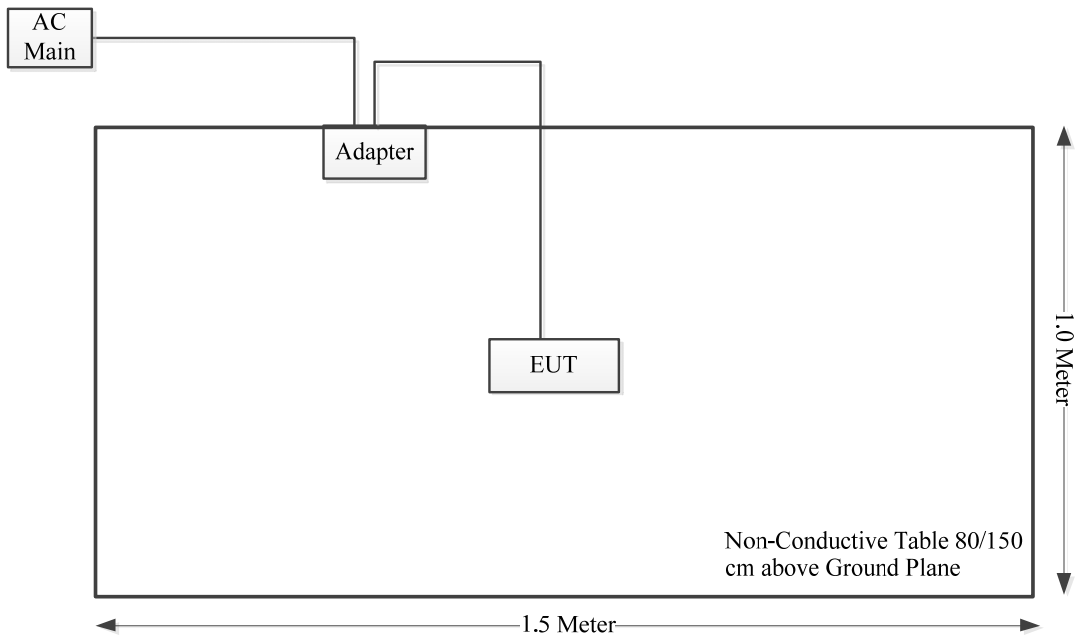 AC
Main
Adapter
EUT
1.0 Meter
Non-Conductive Table 80/150
cm above Ground Plane
1.5 Meter